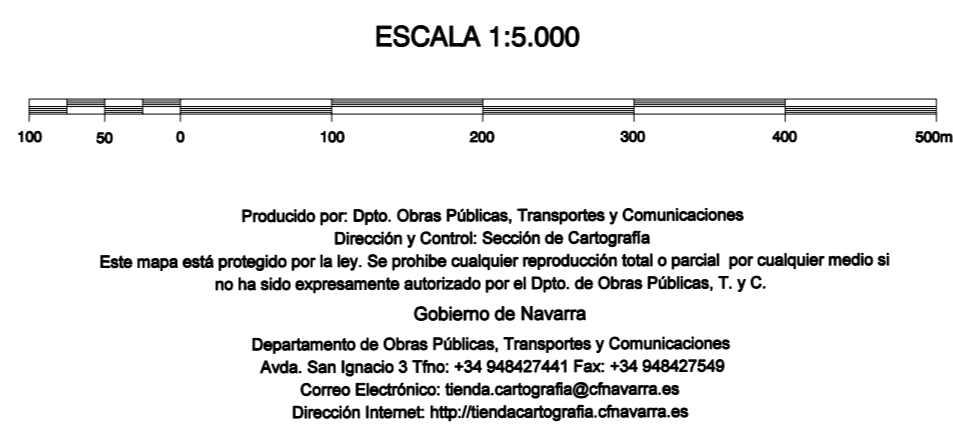 ESCALA 1:5.000
100 50 0 100 200 300 400 500m
Producido por: Dpto. Obras Públicas, Transportes y Comunicaciones
Dirección y Control: Sección de Cartografía
Este mapa está protegido por la ley. Se prohibe cualquier reproducción total o parcial por cualquier medio si
no ha sido expresamente autorizado por el Dpto. de Obras Públicas, T. y C.
Gobierno de Navarra
Departamento de Obras Públicas, Transportes y Comunicaciones
Avda. San Ignacio 3 Tfno: +34 948427441 Fax: +34 948427549
Correo Electrónico: tienda.cartografia@cfnavarra.es
Dirección Internet: http://tiendacartografia.cfnavarra.es